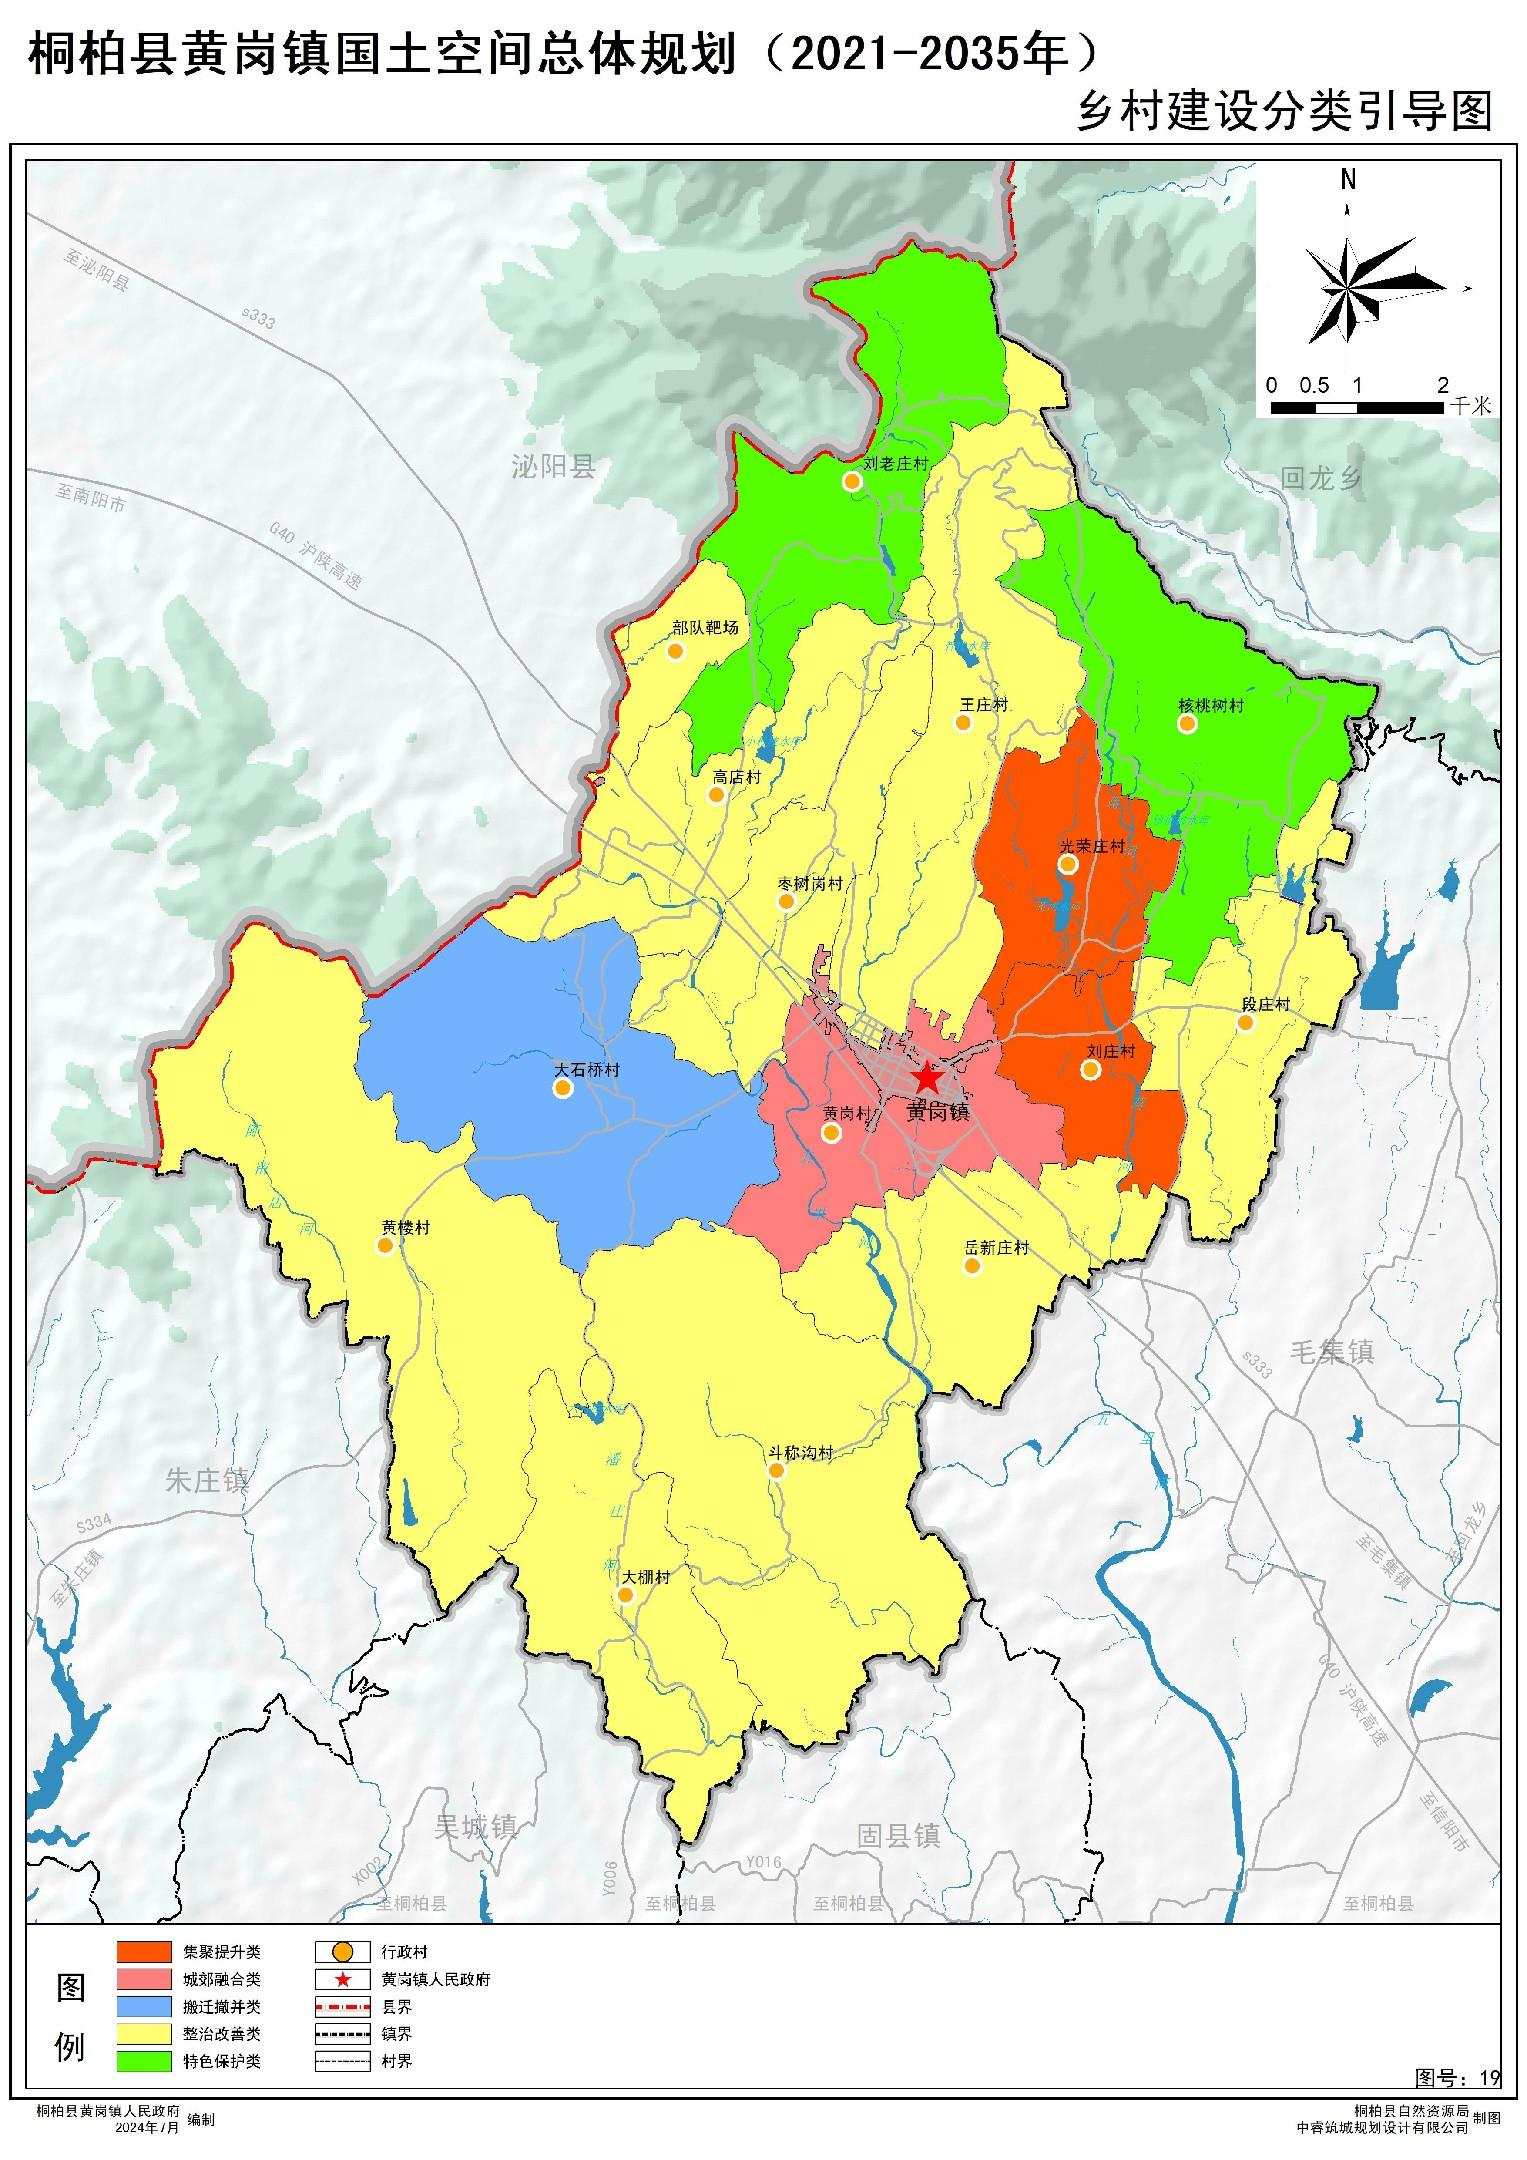 桐柏县黄岗镇国土空间总体规划（2021-2035年）
乡村建设分类引导图
N
0 0.5 1 2
千米
至泌阳县
s333
泌阳县
至南阳市
G40 沪陕高速
回龙乡
刘老庄村
部队靶场
王庄村
核桃树村
高店村
光荣庄村
枣树岗村
段庄村
刘庄村
大石桥村
黄岗村
黄岗镇
黄楼村
岳新庄村
毛集镇
s333
斗称沟村
朱庄镇
S334
至朱庄镇
至毛集镇
至回龙乡
五里河
大棚村
G40 沪陕高速
至信阳市
吴城镇
固县镇
X002
Y006
Y016
至桐柏县
至桐柏县
至桐柏县
至桐柏县
图例
集聚提升类
城郊融合类
搬迁撤并类
整治改善类
特色保护类
行政村
黄岗镇人民政府
县界
镇界
村界
图号：19
桐柏县黄岗镇人民政府
2024年7月 编制
桐柏县自然资源局
中睿筑城规划设计有限公司 制图